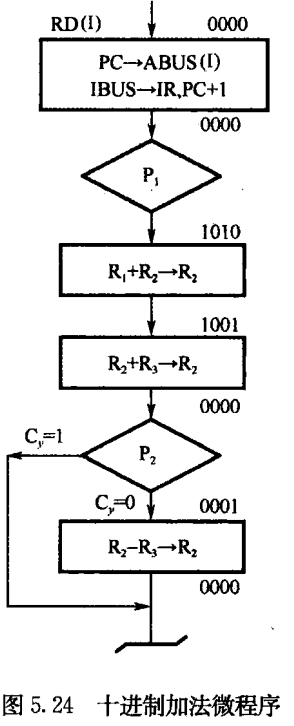 RD(I) 0000
PC→ABUS(I)
IBUS→IR,PC+1
0000
P₁
1010
R₁+R₂→R₂
1001
R₂+R₃→R₂
0000
P₂
Cᵧ=1
Cᵧ=0
0001
R₂−R₃→R₂
0000
图 5.24 十进制加法微程序